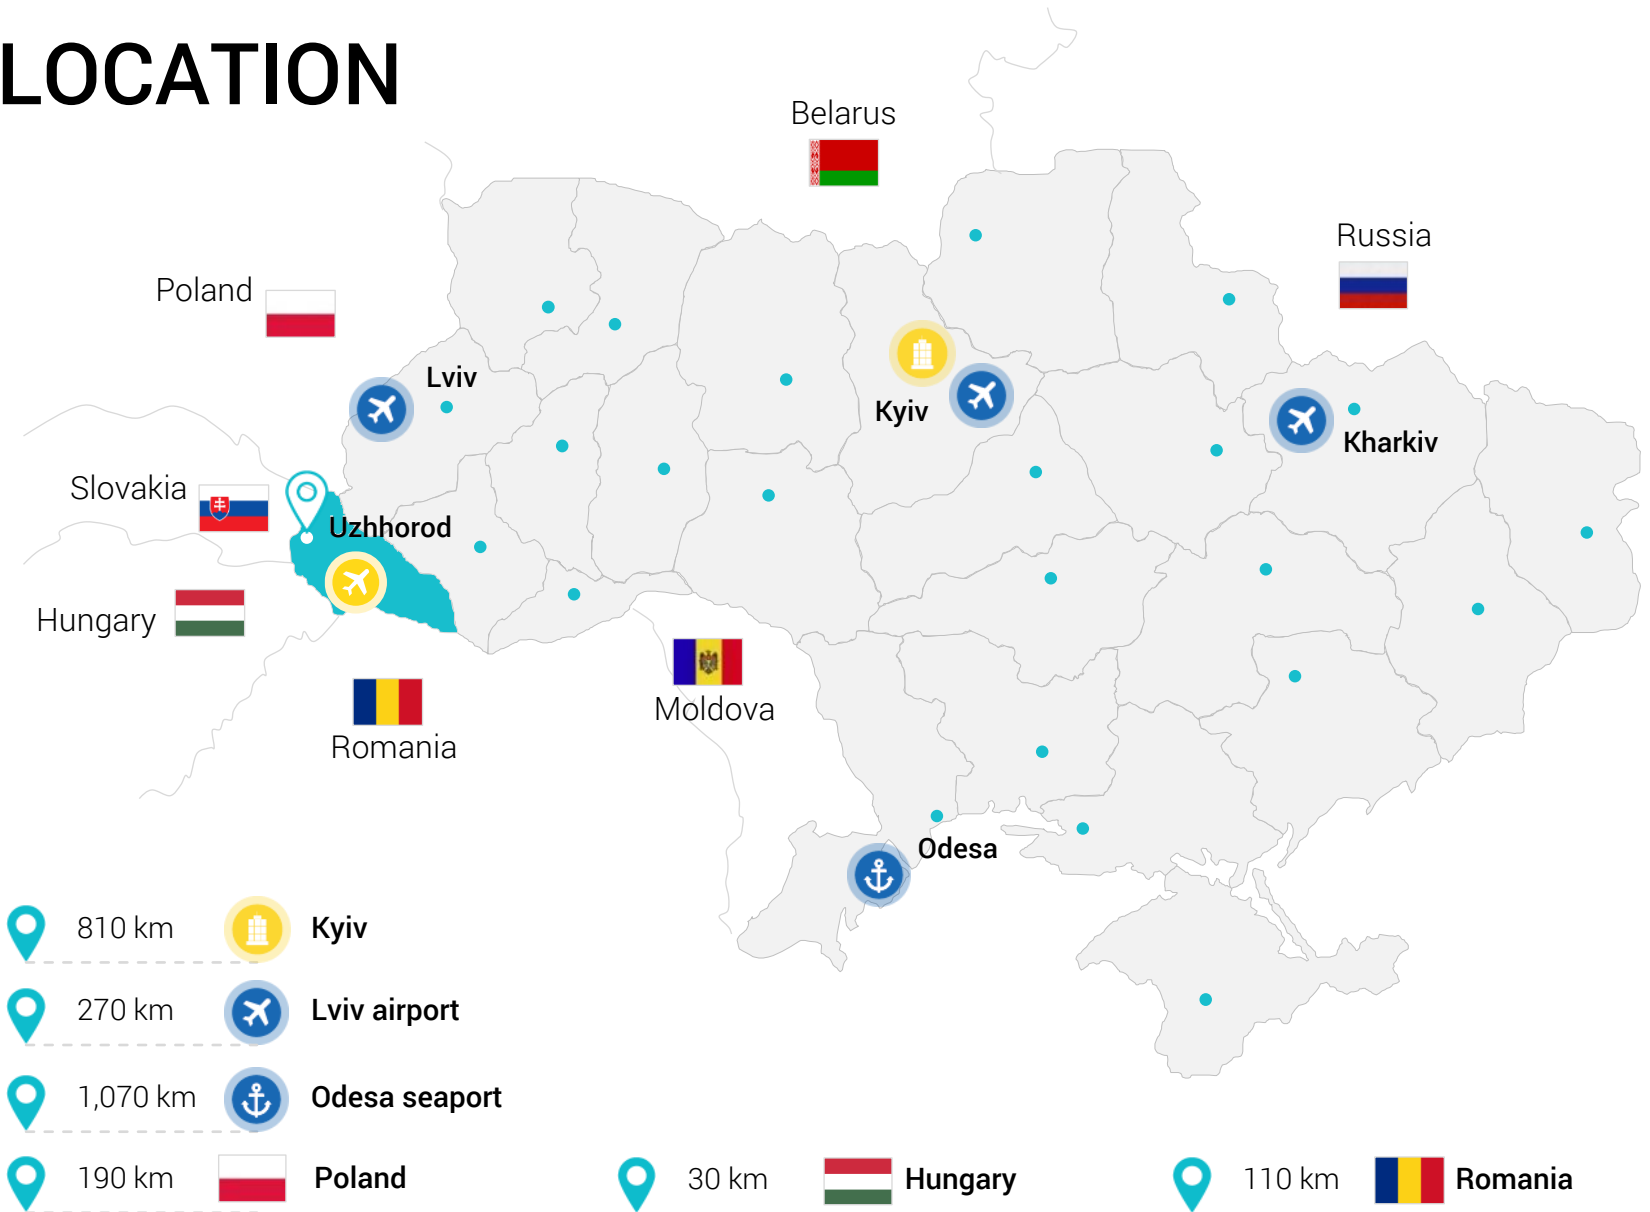 LOCATION
Belarus
Russia
Poland
Lviv
Kyiv
Kharkiv
Slovakia
Uzhhorod
Hungary
Moldova
Romania
Odesa
810 km Kyiv
270 km Lviv airport
1,070 km Odesa seaport
190 km Poland
30 km Hungary
110 km Romania